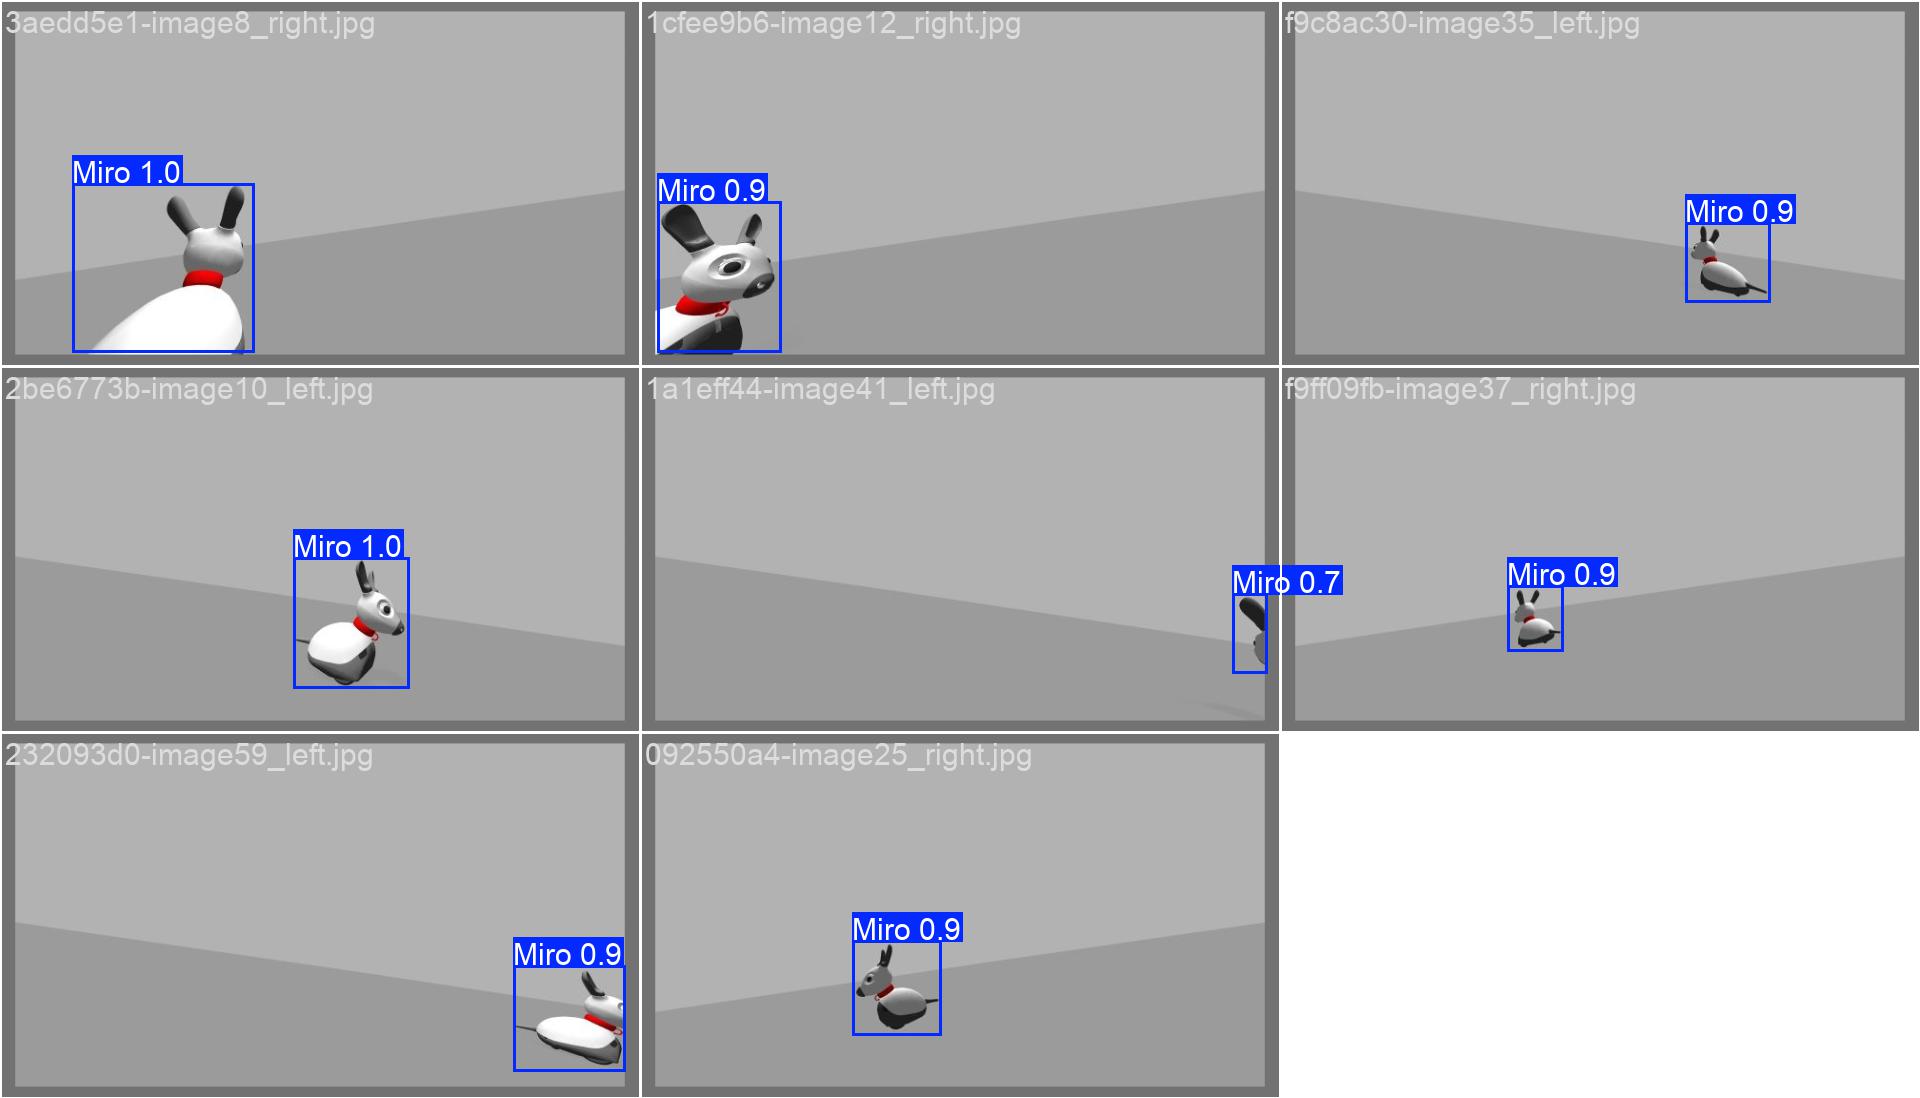 3aedd5e1-image8_right.jpg
Miro 1.0
1cfee9b6-image12_right.jpg
Miro 0.9
f9c8ac30-image35_left.jpg
Miro 0.9
2be6773b-image10_left.jpg
Miro 1.0
1a1eff44-image41_left.jpg
Miro 0.7
f9ff09fb-image37_right.jpg
Miro 0.9
232093d0-image59_left.jpg
Miro 0.9
092550a4-image25_right.jpg
Miro 0.9